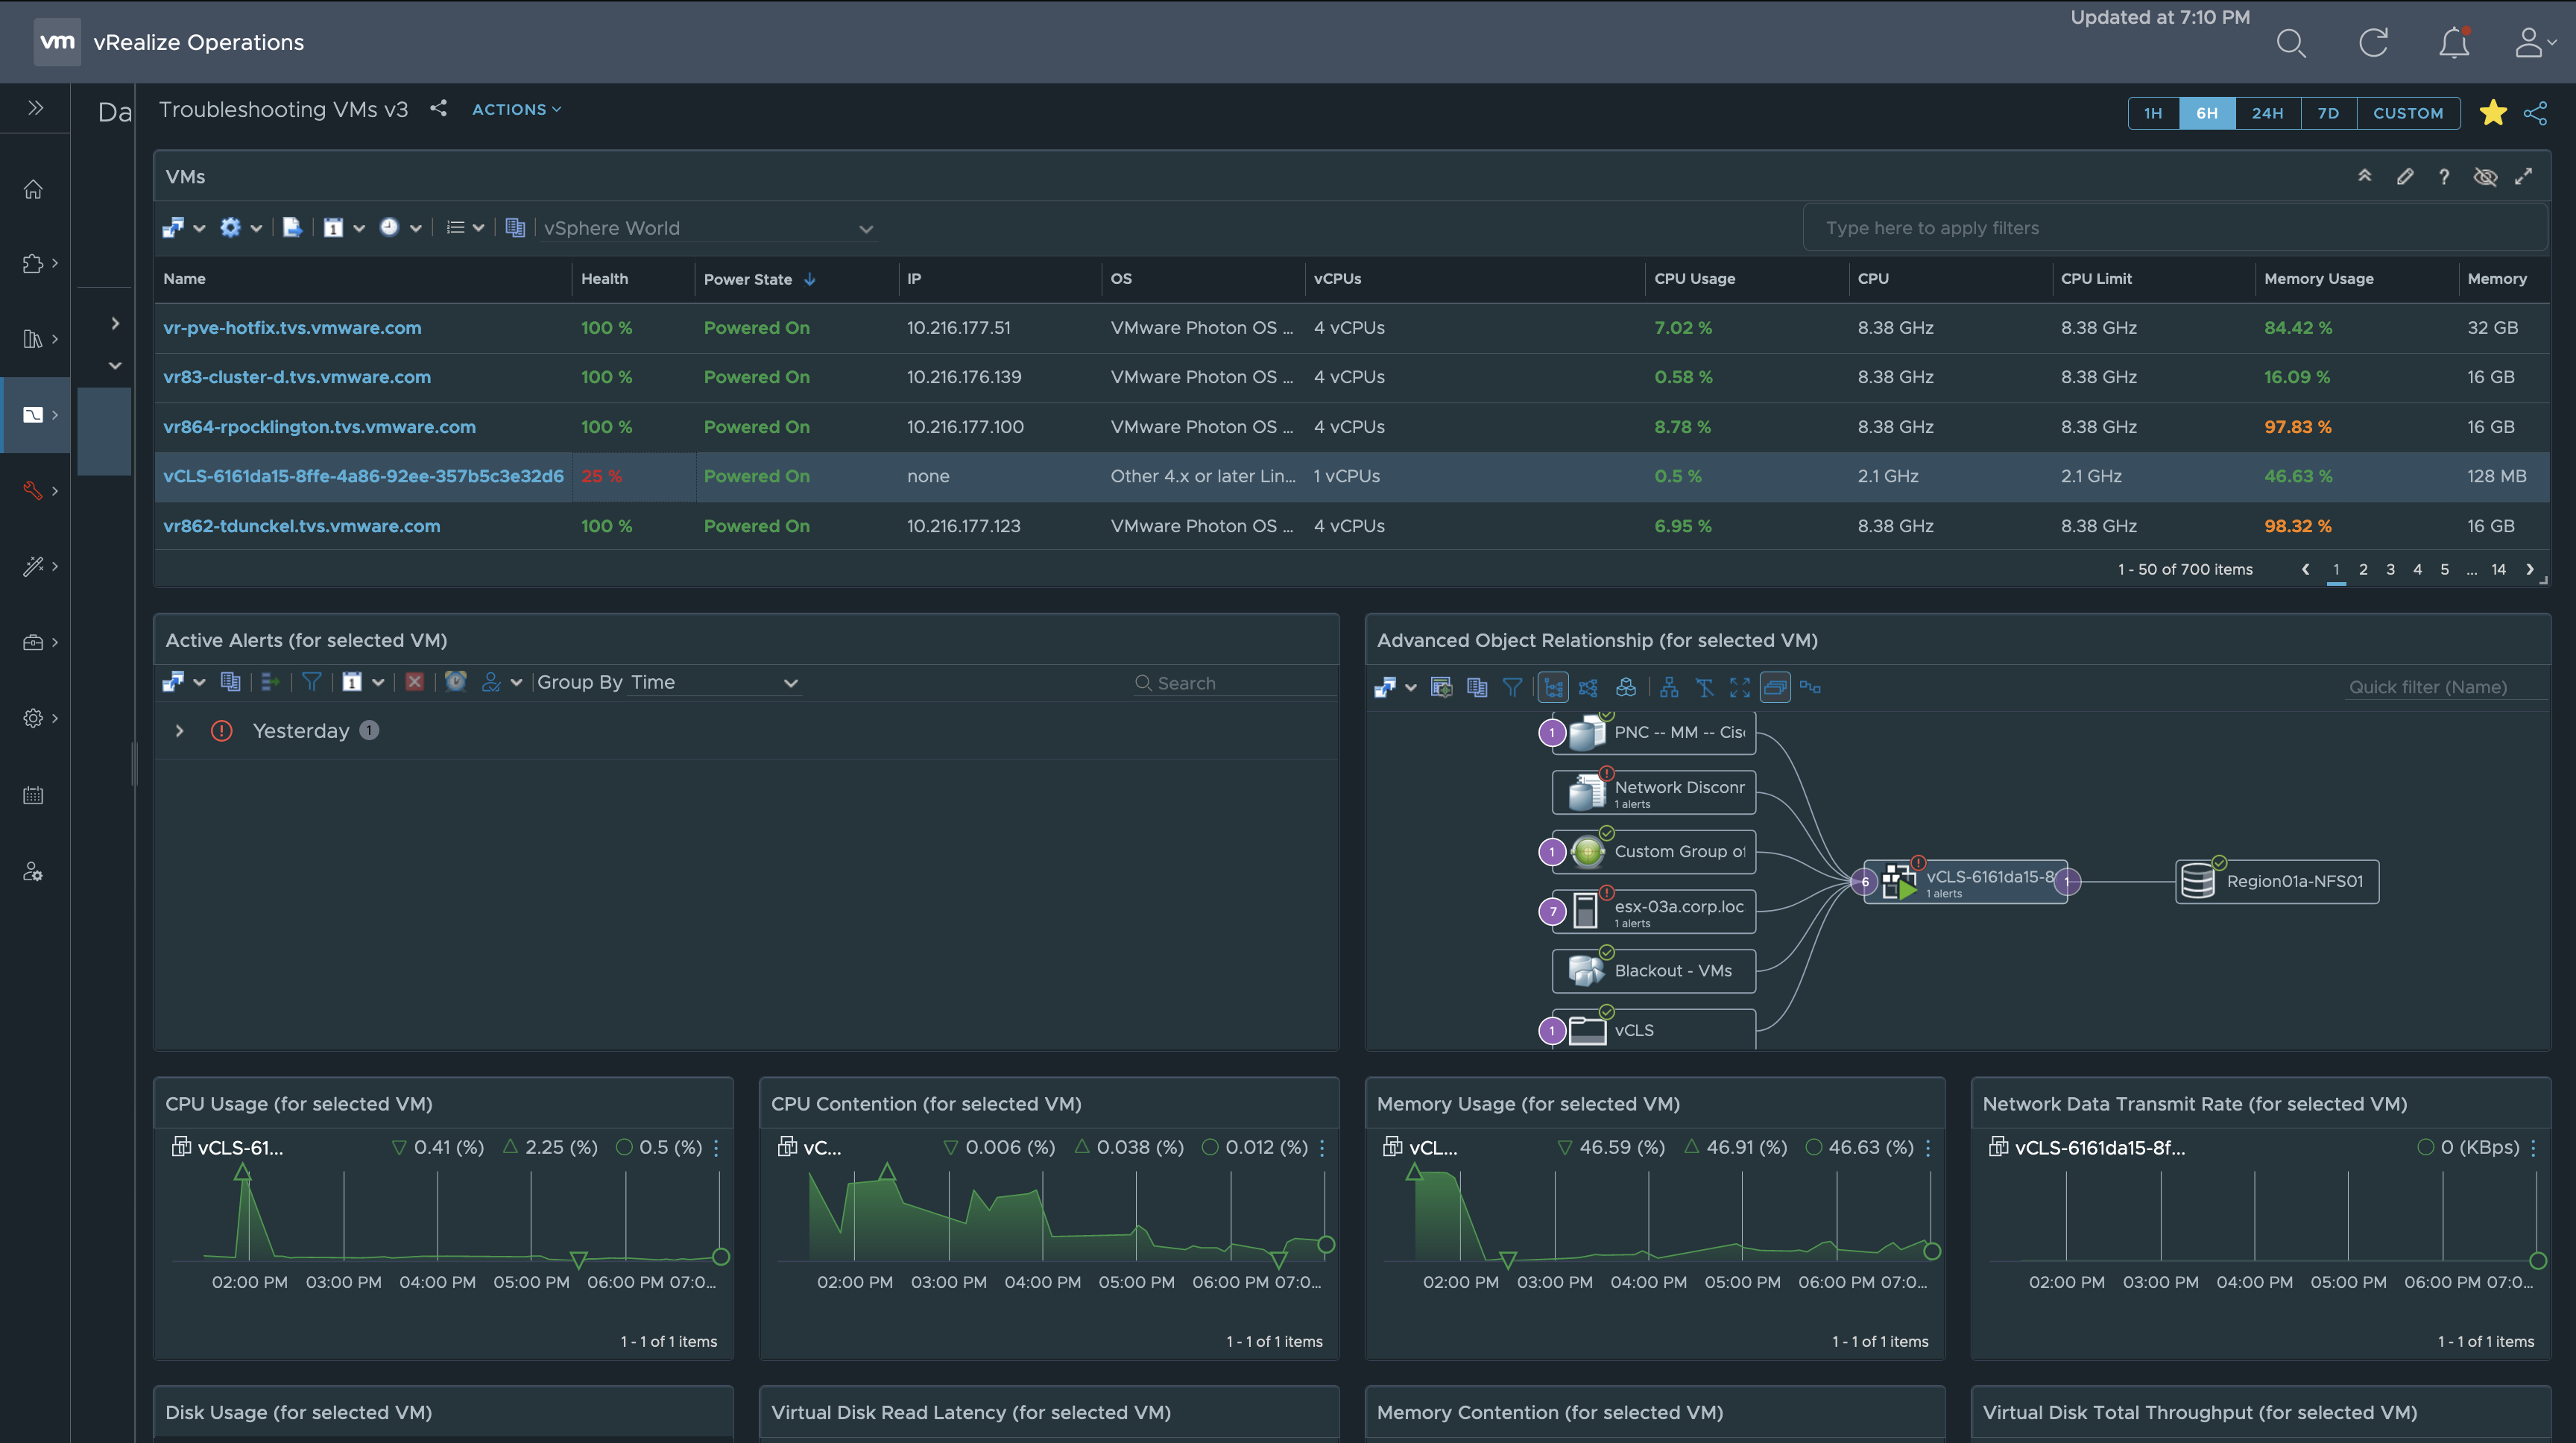 Updated at 7:10 PM
vm vRealize Operations
Da
Troubleshooting VMs v3 ACTIONS
1H 6H 24H 7D CUSTOM
VMs
?
1 vSphere World
Type here to apply filters
Name Health Power State IP OS vCPUs CPU Usage CPU CPU Limit Memory Usage Memory
vr-pve-hotfix.tvs.vmware.com 100 % Powered On 10.216.177.51 VMware Photon OS ... 4 vCPUs 7.02 % 8.38 GHz 8.38 GHz 84.42 % 32 GB
vr83-cluster-d.tvs.vmware.com 100 % Powered On 10.216.176.139 VMware Photon OS ... 4 vCPUs 0.58 % 8.38 GHz 8.38 GHz 16.09 % 16 GB
vr864-rpocklington.tvs.vmware.com 100 % Powered On 10.216.177.100 VMware Photon OS ... 4 vCPUs 8.78 % 8.38 GHz 8.38 GHz 97.83 % 16 GB
vCLS-6161da15-8ffe-4a86-92ee-357b5c3e32d6 25 % Powered On none Other 4.x or later Lin... 1 vCPUs 0.5 % 2.1 GHz 2.1 GHz 46.63 % 128 MB
vr862-tdunckel.tvs.vmware.com 100 % Powered On 10.216.177.123 VMware Photon OS ... 4 vCPUs 6.95 % 8.38 GHz 8.38 GHz 98.32 % 16 GB
1 - 50 of 700 items 1 2 3 4 5 ... 14
Active Alerts (for selected VM)
1 Group By Time Search
Yesterday 1
Advanced Object Relationship (for selected VM)
Quick filter (Name)
1 PNC -- MM -- Cis
Network Disconr
1 alerts
1 Custom Group of
7 esx-03a.corp.loc
1 alerts
Blackout - VMs
1 vCLS
6 vCLS-6161da15-8 1
1 alerts
Region01a-NFS01
CPU Usage (for selected VM)
vCLS-61... 0.41 (%) 2.25 (%) 0.5 (%)
02:00 PM 03:00 PM 04:00 PM 05:00 PM 06:00 PM 07:0...
1 - 1 of 1 items
CPU Contention (for selected VM)
vC... 0.006 (%) 0.038 (%) 0.012 (%)
02:00 PM 03:00 PM 04:00 PM 05:00 PM 06:00 PM 07:0...
1 - 1 of 1 items
Memory Usage (for selected VM)
vCL... 46.59 (%) 46.91 (%) 46.63 (%)
02:00 PM 03:00 PM 04:00 PM 05:00 PM 06:00 PM 07:0...
1 - 1 of 1 items
Network Data Transmit Rate (for selected VM)
vCLS-6161da15-8f... 0 (KBps)
02:00 PM 03:00 PM 04:00 PM 05:00 PM 06:00 PM 07:0...
1 - 1 of 1 items
Disk Usage (for selected VM)
Virtual Disk Read Latency (for selected VM)
Memory Contention (for selected VM)
Virtual Disk Total Throughput (for selected VM)